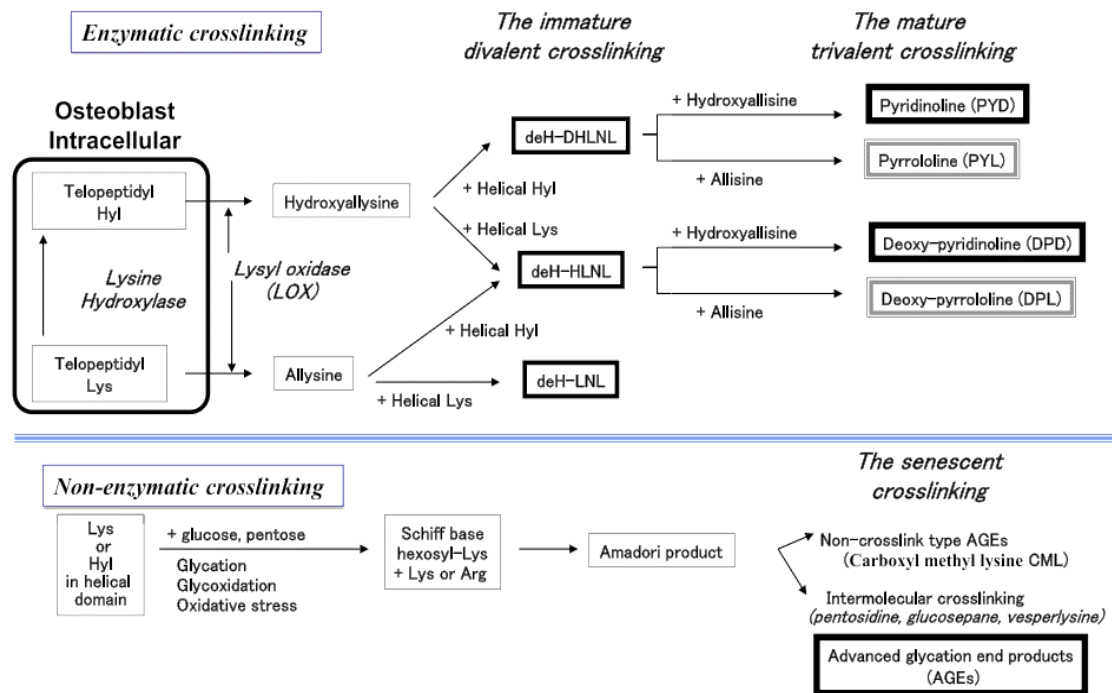 Enzymatic crosslinking
The immature
divalent crosslinking
The mature
trivalent crosslinking
Osteoblast
Intracellular
Telopeptidyl
Hyl
Lysine
Hydroxylase
Telopeptidyl
Lys
Lysyl oxidase
(LOX)
Hydroxyallysine
Allysine
+ Helical Hyl
+ Helical Lys
+ Helical Hyl
+ Helical Lys
deH-DHLNL
deH-HLNL
deH-LNL
+ Hydroxyallisine
+ Allisine
+ Hydroxyallisine
+ Allisine
Pyridinoline (PYD)
Pyrrololine (PYL)
Deoxy-pyridinoline (DPD)
Deoxy-pyrrololine (DPL)
Non-enzymatic crosslinking
The senescent
crosslinking
Lys
or
Hyl
in helical
domain
+ glucose, pentose
Glycation
Glycoxidation
Oxidative stress
Schiff base
hexosyl-Lys
+ Lys or Arg
Amadori product
Non-crosslink type AGEs
(Carboxyl methyl lysine CML)
Intermolecular crosslinking
(pentosidine, glucosepane, vesperlysine)
Advanced glycation end products
(AGEs)